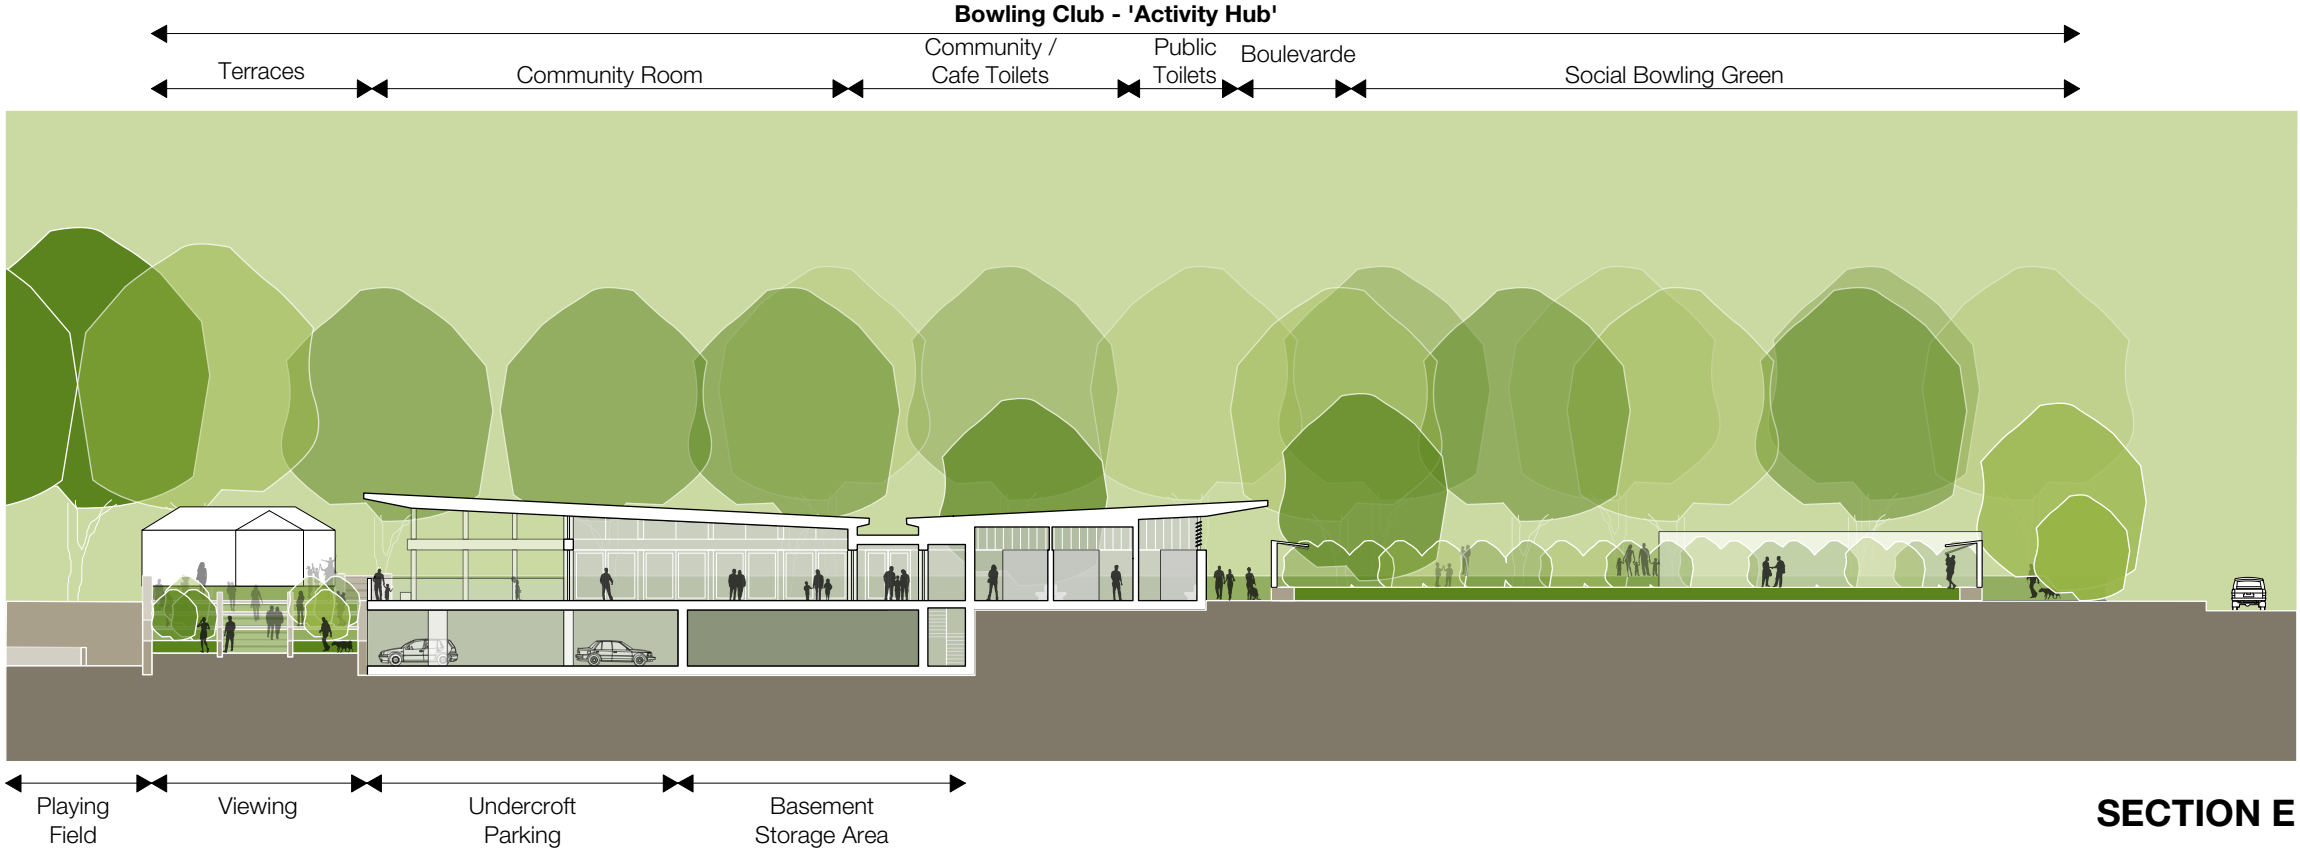 Bowling Club - 'Activity Hub'
Terraces
Community Room
Community /
Cafe Toilets
Public
Toilets
Boulevarde
Social Bowling Green
Playing
Field
Viewing
Undercroft
Parking
Basement
Storage Area
SECTION E